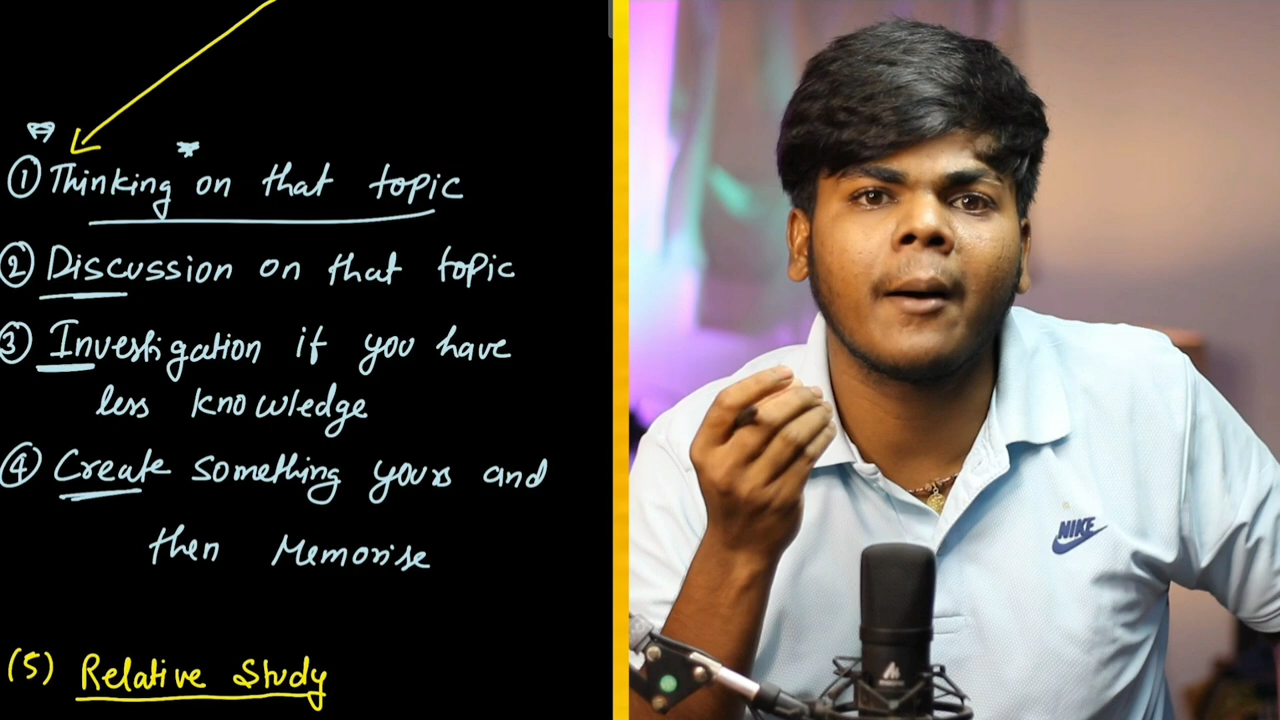 ① Thinking on that topic
② Discussion on that topic
③ Investigation if you have
less knowledge
④ Create something yours and
then Memorise
(5) Relative Study
NIKE